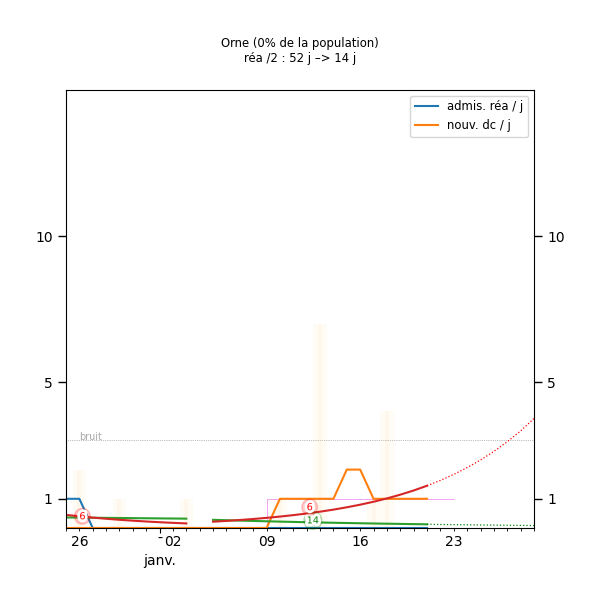 Orne (0% de la population)
réa /2 : 52 j –> 14 j
admis. réa / j
nouv. dc / j
10
10
5
5
bruit
1
1
6
6
14
26
02
09
16
23
janv.